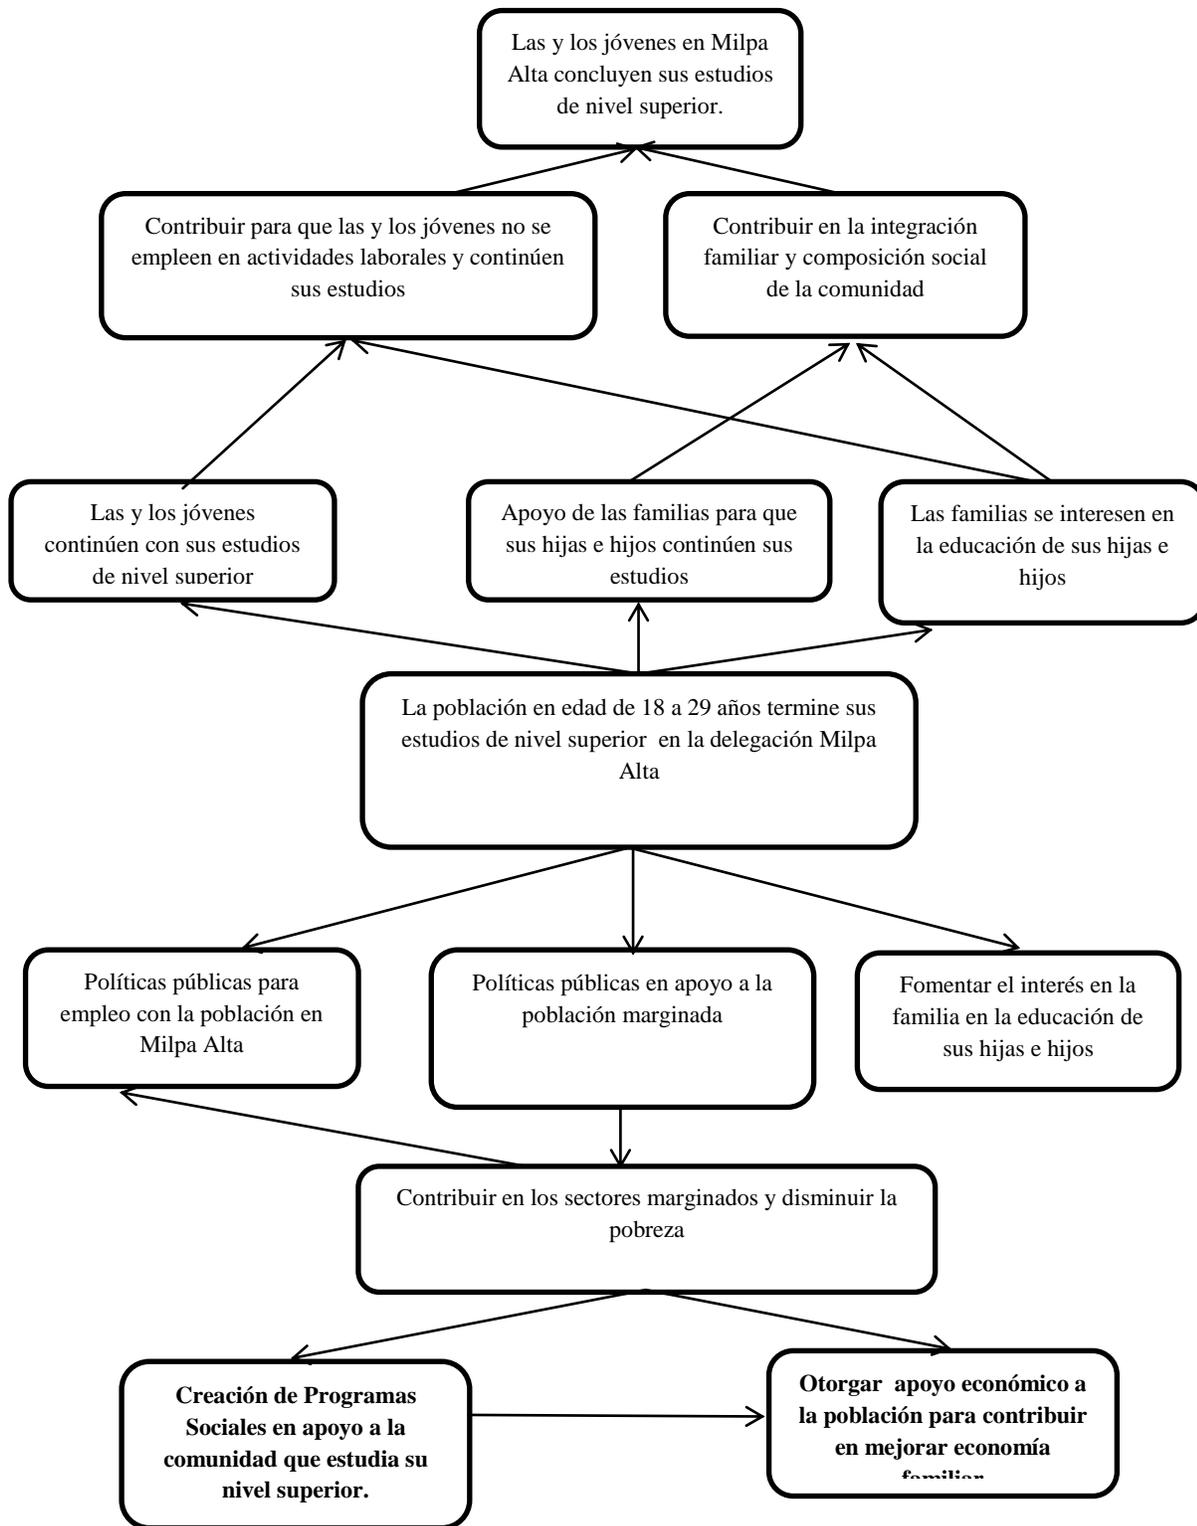 Las y los jóvenes en Milpa
Alta concluyen sus estudios
de nivel superior.
Contribuir para que las y los jóvenes no se
empleen en actividades laborales y continúen
sus estudios
Contribuir en la integración
familiar y composición social
de la comunidad
Las y los jóvenes
continúen con sus estudios
de nivel superior
Apoyo de las familias para que
sus hijas e hijos continúen sus
estudios
Las familias se interesen en
la educación de sus hijas e
hijos
La población en edad de 18 a 29 años termine sus
estudios de nivel superior en la delegación Milpa
Alta
Políticas públicas para
empleo con la población en
Milpa Alta
Políticas públicas en apoyo a la
población marginada
Fomentar el interés en la
familia en la educación de
sus hijas e hijos
Contribuir en los sectores marginados y disminuir la
pobreza
Creación de Programas
Sociales en apoyo a la
comunidad que estudia su
nivel superior.
Otorgar apoyo económico a
la población para contribuir
en mejorar economía
familiar